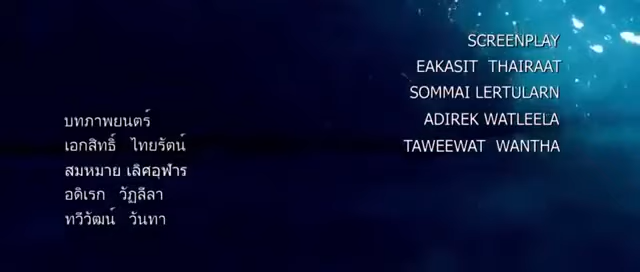 SCREENPLAY
EAKASIT THAIRAAT
SOMMAI LERTULARN
ADIREK WATLEELA
TAWEEWAT WANTHA
บทภาพยนตร์
เอกสิทธิ์ ไทยรัตน์
สมหมาย เลิศอุฬาร
อดิเรก วัฏลีลา
ทวีวัฒน์ วันทา